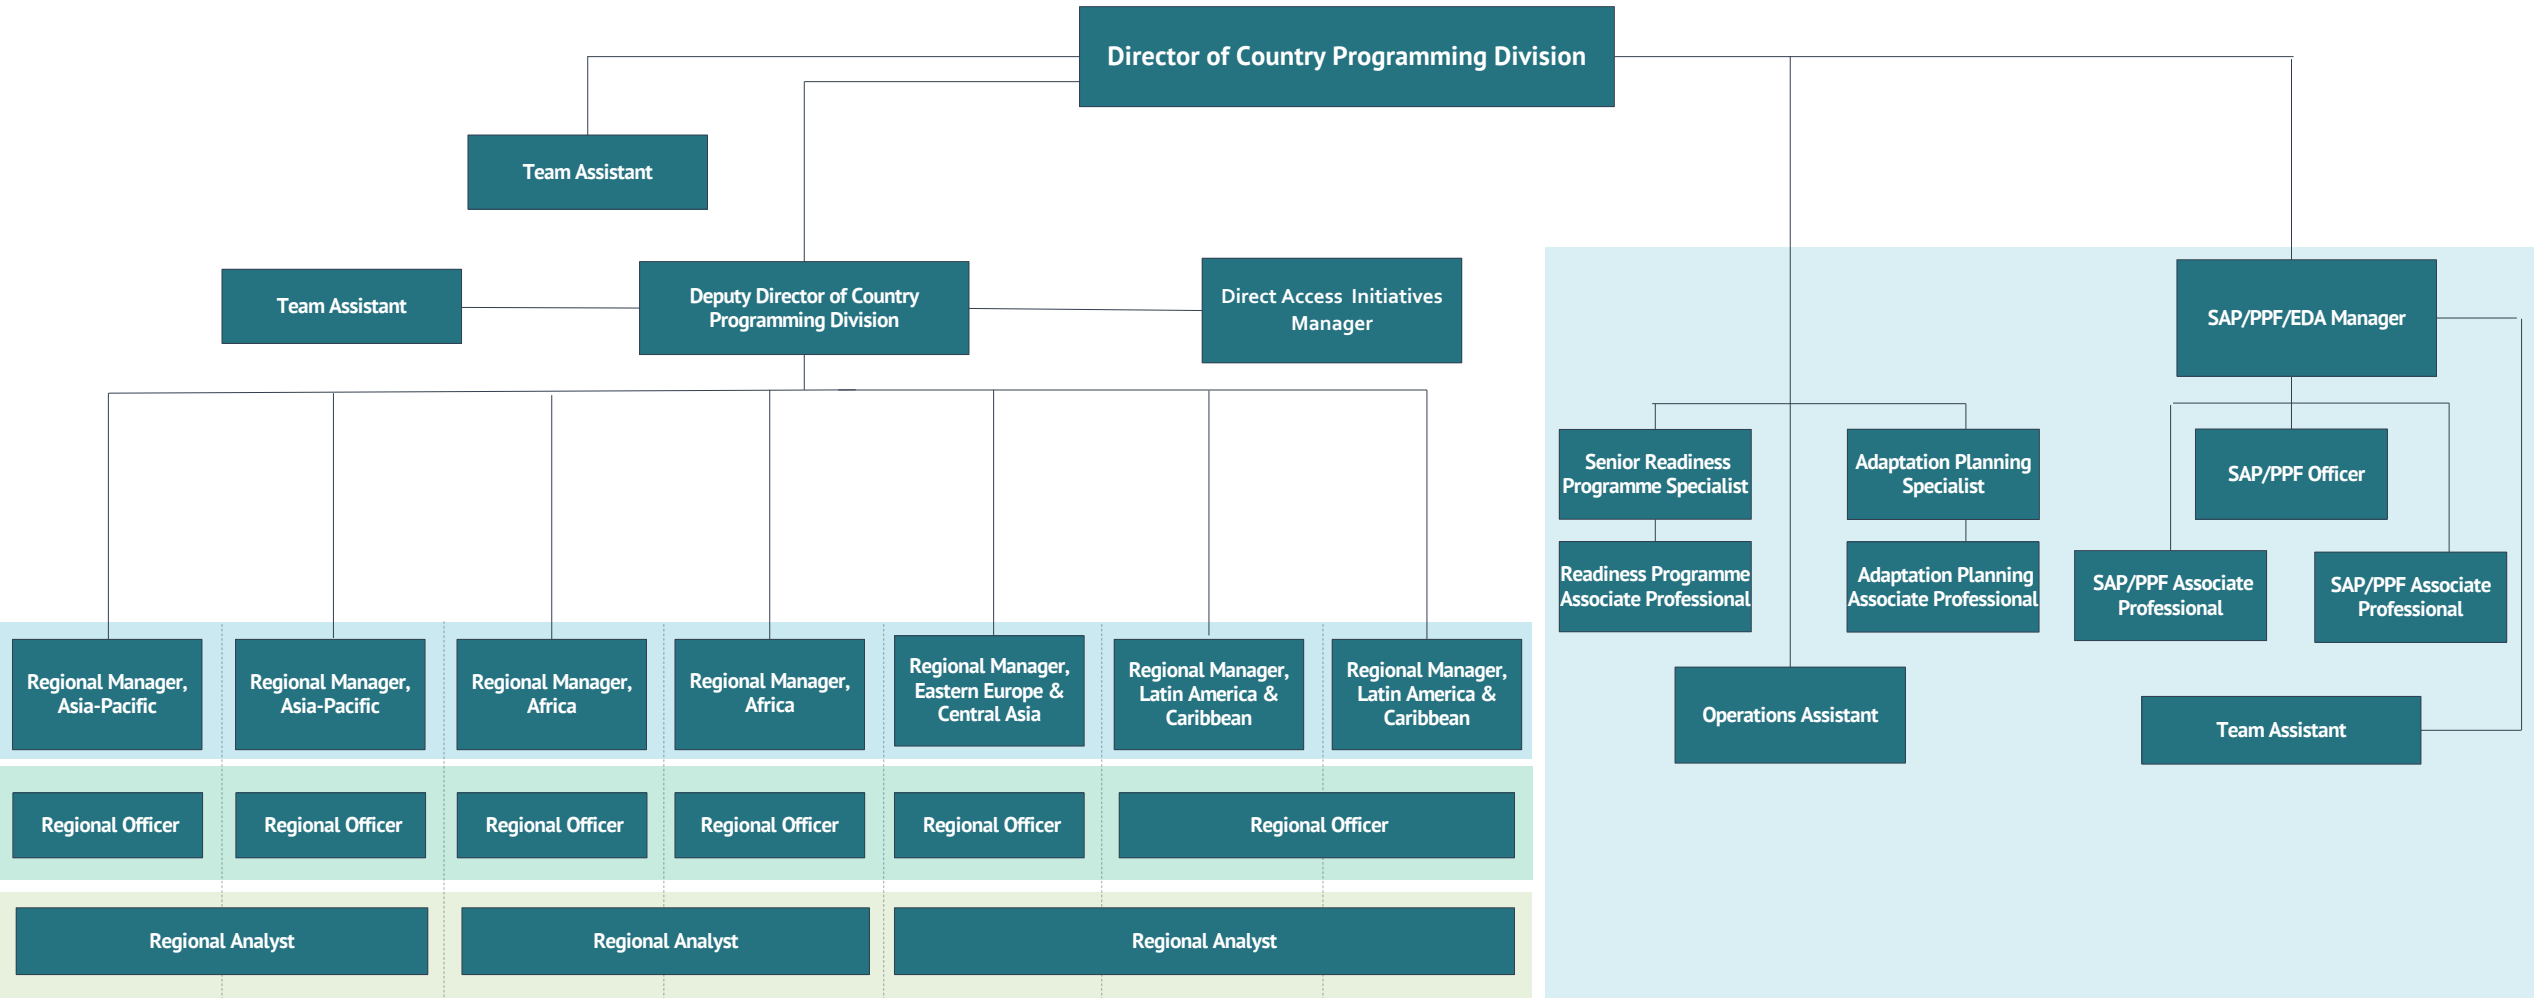 Director of Country Programming Division
Team Assistant
Team Assistant
Deputy Director of Country
Programming Division
Direct Access Initiatives
Manager
SAP/PPF/EDA Manager
Senior Readiness
Programme Specialist
Adaptation Planning
Specialist
SAP/PPF Officer
Readiness Programme
Associate Professional
Adaptation Planning
Associate Professional
SAP/PPF Associate
Professional
SAP/PPF Associate
Professional
Operations Assistant
Team Assistant
Regional Manager,
Asia-Pacific
Regional Manager,
Asia-Pacific
Regional Manager,
Africa
Regional Manager,
Africa
Regional Manager,
Eastern Europe &
Central Asia
Regional Manager,
Latin America &
Caribbean
Regional Manager,
Latin America &
Caribbean
Regional Officer
Regional Officer
Regional Officer
Regional Officer
Regional Officer
Regional Officer
Regional Analyst
Regional Analyst
Regional Analyst